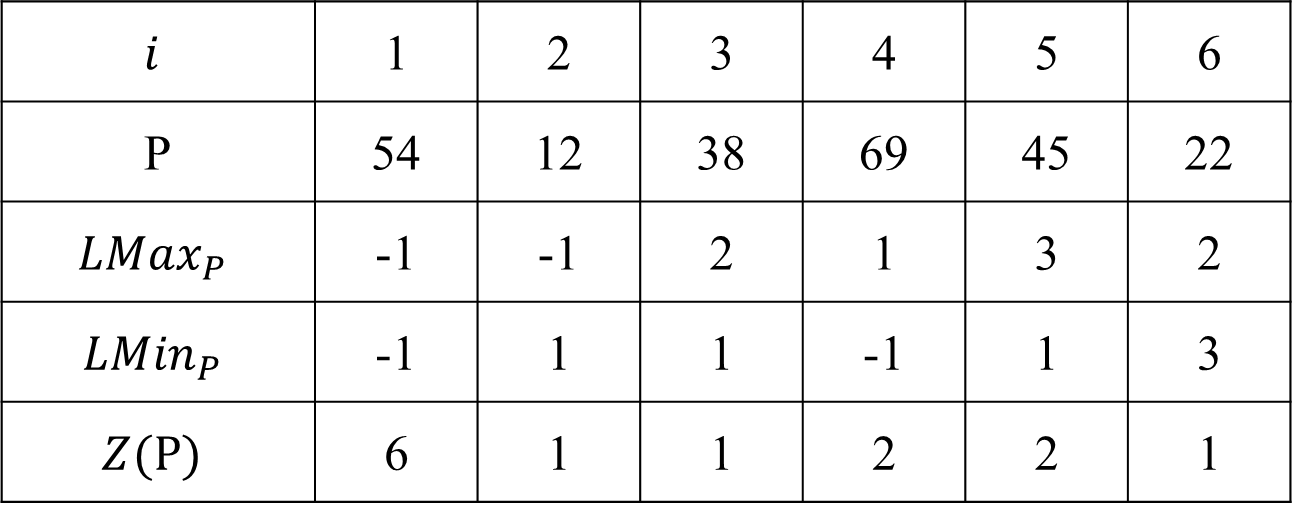 i 1 2 3 4 5 6
P 54 12 38 69 45 22
LMax_P -1 -1 2 1 3 2
LMin_P -1 1 1 -1 1 3
Z(P) 6 1 1 2 2 1